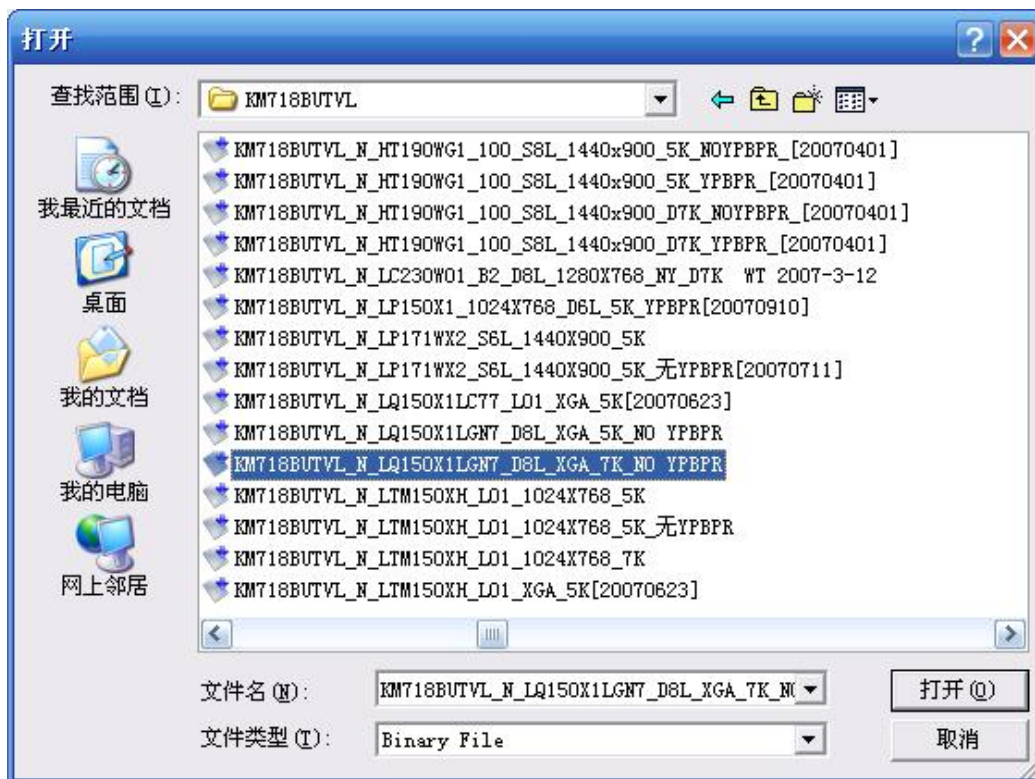 打开
查找范围(I):
KM718BUTVL
KM718BUTVL_N_HT190WG1_100_S8L_1440x900_5K_NOYPBPR_[20070401]
KM718BUTVL_N_HT190WG1_100_S8L_1440x900_5K_YPBPR_[20070401]
KM718BUTVL_N_HT190WG1_100_S8L_1440x900_D7K_NOYPBPR_[20070401]
KM718BUTVL_N_HT190WG1_100_S8L_1440x900_D7K_YPBPR_[20070401]
KM718BUTVL_N_LC230W01_B2_D8L_1280X768_NY_D7K  WT 2007-3-12
KM718BUTVL_N_LP150X1_1024X768_D6L_5K_YPBPR[20070910]
KM718BUTVL_N_LP171WX2_S6L_1440X900_5K
KM718BUTVL_N_LP171WX2_S6L_1440X900_5K_无YPBPR[20070711]
KM718BUTVL_N_LQ150X1LC77_L01_XGA_5K[20070623]
KM718BUTVL_N_LQ150X1LGN7_D8L_XGA_5K_NO YPBPR
KM718BUTVL_N_LQ150X1LGN7_D8L_XGA_7K_NO YPBPR
KM718BUTVL_N_LTM150XH_L01_1024X768_5K
KM718BUTVL_N_LTM150XH_L01_1024X768_5K_无YPBPR
KM718BUTVL_N_LTM150XH_L01_1024X768_7K
KM718BUTVL_N_LTM150XH_L01_XGA_5K[20070623]
我最近的文档
桌面
我的文档
我的电脑
网上邻居
文件名(N):
KM718BUTVL_N_LQ150X1LGN7_D8L_XGA_7K_NO
打开(O)
文件类型(T):
Binary File
取消